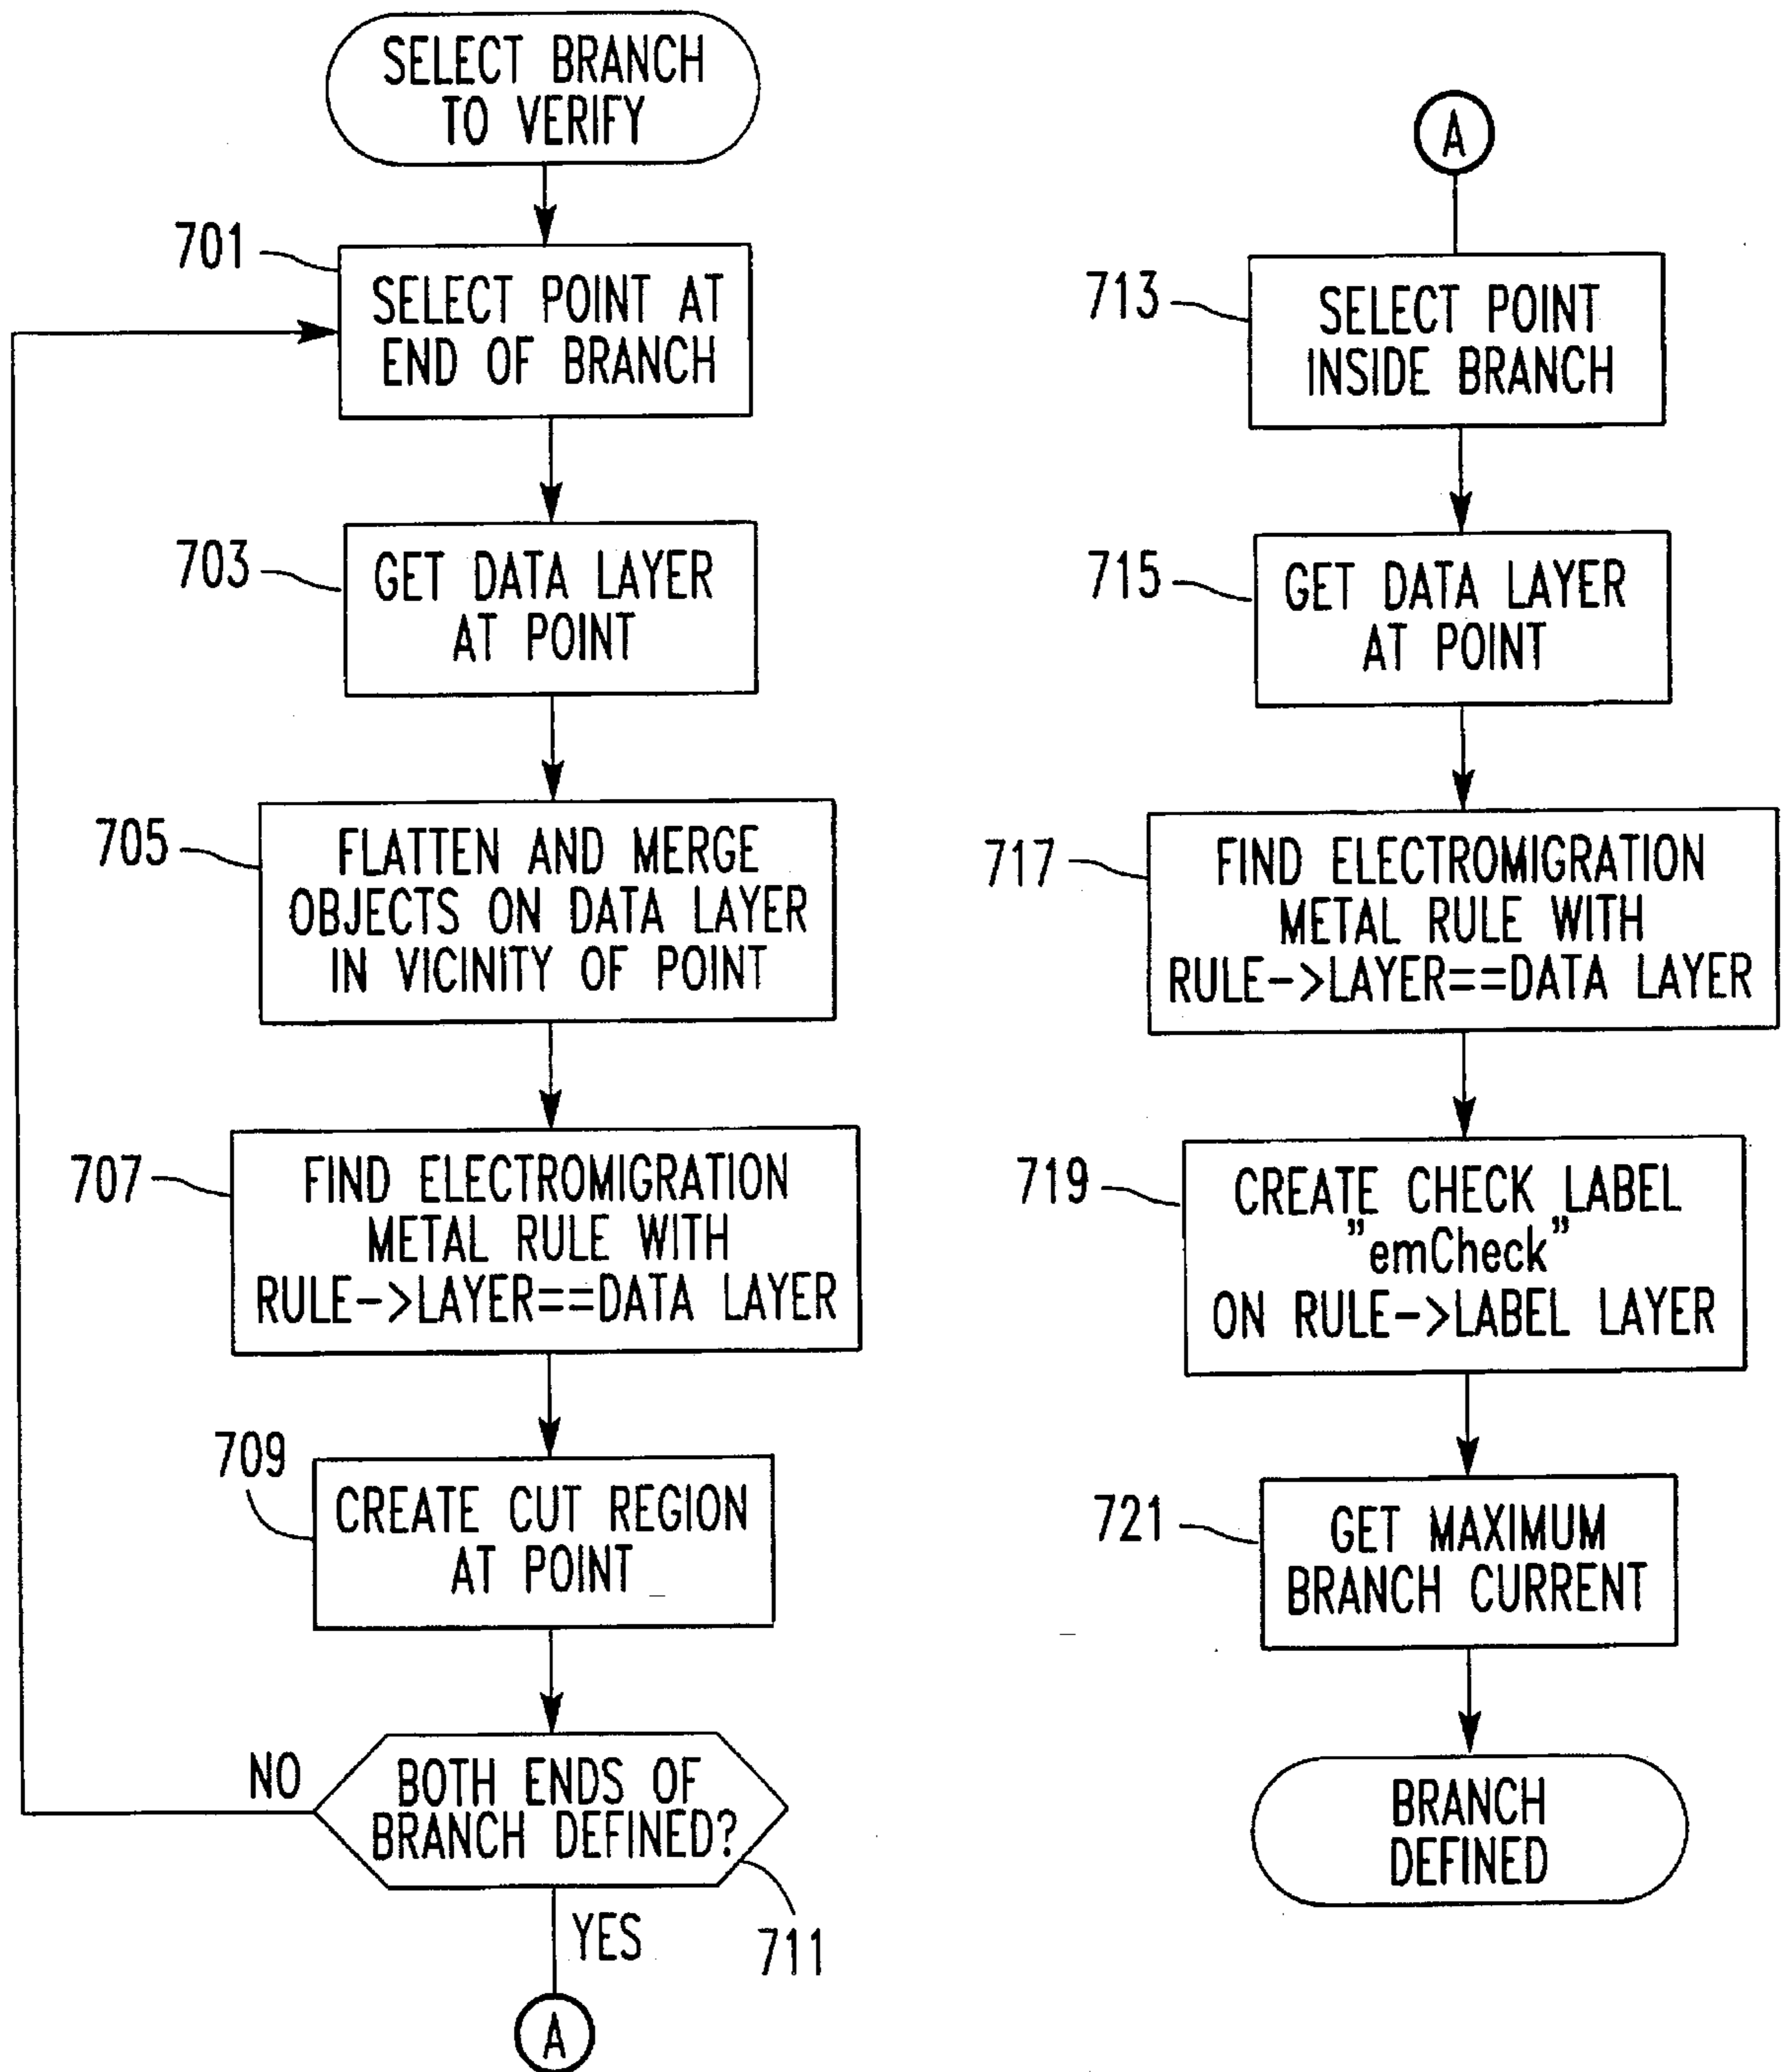 SELECT BRANCH
TO VERIFY
701
SELECT POINT AT
END OF BRANCH
703
GET DATA LAYER
AT POINT
705
FLATTEN AND MERGE
OBJECTS ON DATA LAYER
IN VICINITY OF POINT
707
FIND ELECTROMIGRATION
METAL RULE WITH
RULE->LAYER==DATA LAYER
709
CREATE CUT REGION
AT POINT
NO
BOTH ENDS OF
BRANCH DEFINED?
711
YES
A
A
713
SELECT POINT
INSIDE BRANCH
715
GET DATA LAYER
AT POINT
717
FIND ELECTROMIGRATION
METAL RULE WITH
RULE->LAYER==DATA LAYER
719
CREATE CHECK LABEL
"emCheck"
ON RULE->LABEL LAYER
721
GET MAXIMUM
BRANCH CURRENT
BRANCH
DEFINED